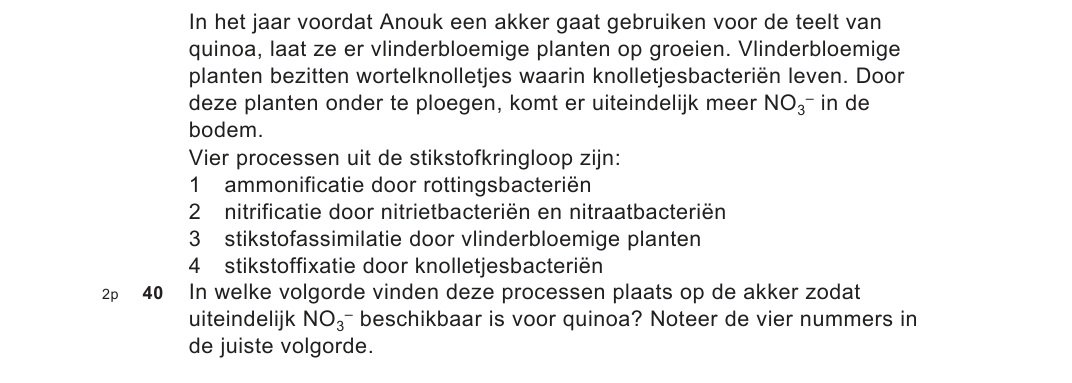 In het jaar voordat Anouk een akker gaat gebruiken voor de teelt van
quinoa, laat ze er vlinderbloemige planten op groeien. Vlinderbloemige
planten bezitten wortelknolletjes waarin knolletjesbacteriën leven. Door
deze planten onder te ploegen, komt er uiteindelijk meer NO₃⁻ in de
bodem.
Vier processen uit de stikstofkringloop zijn:
1 ammonificatie door rottingsbacteriën
2 nitrificatie door nitrietbacteriën en nitraatbacteriën
3 stikstofassimilatie door vlinderbloemige planten
4 stikstoffixatie door knolletjesbacteriën
2p 40 In welke volgorde vinden deze processen plaats op de akker zodat
uiteindelijk NO₃⁻ beschikbaar is voor quinoa? Noteer de vier nummers in
de juiste volgorde.